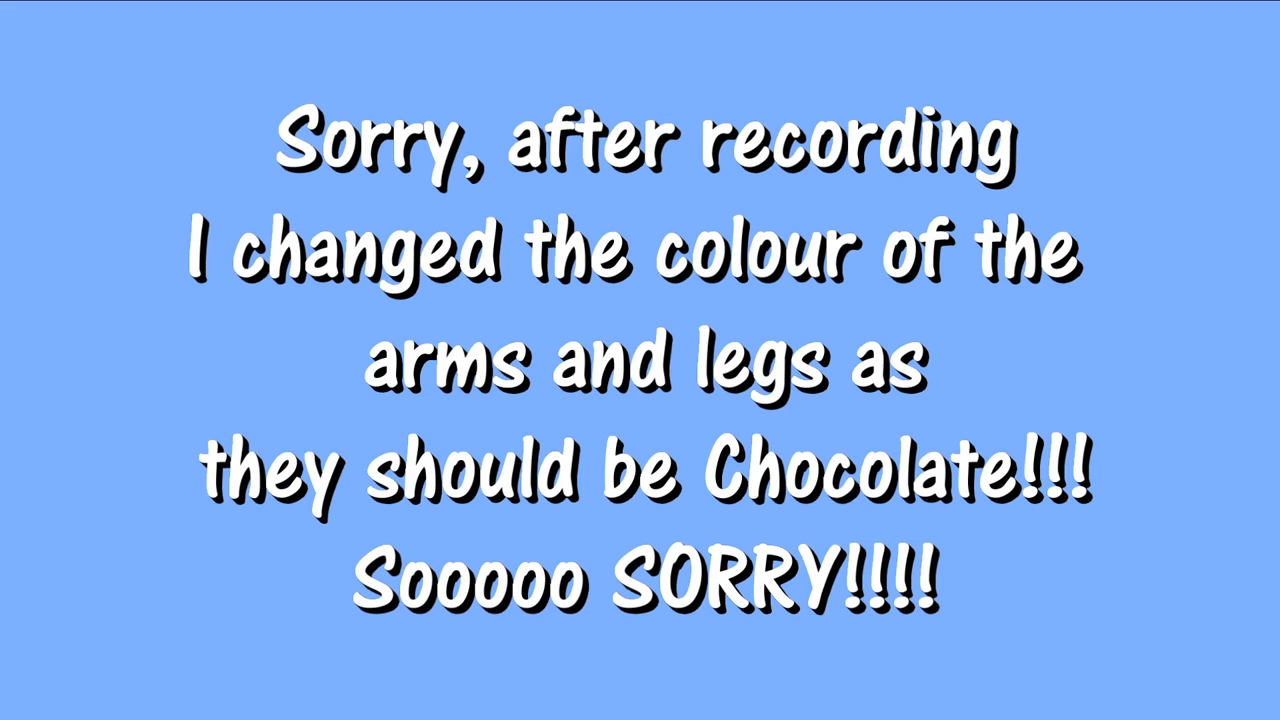 Sorry, after recording
I changed the colour of the
arms and legs as
they should be Chocolate!!!
Sooooo SORRY!!!!